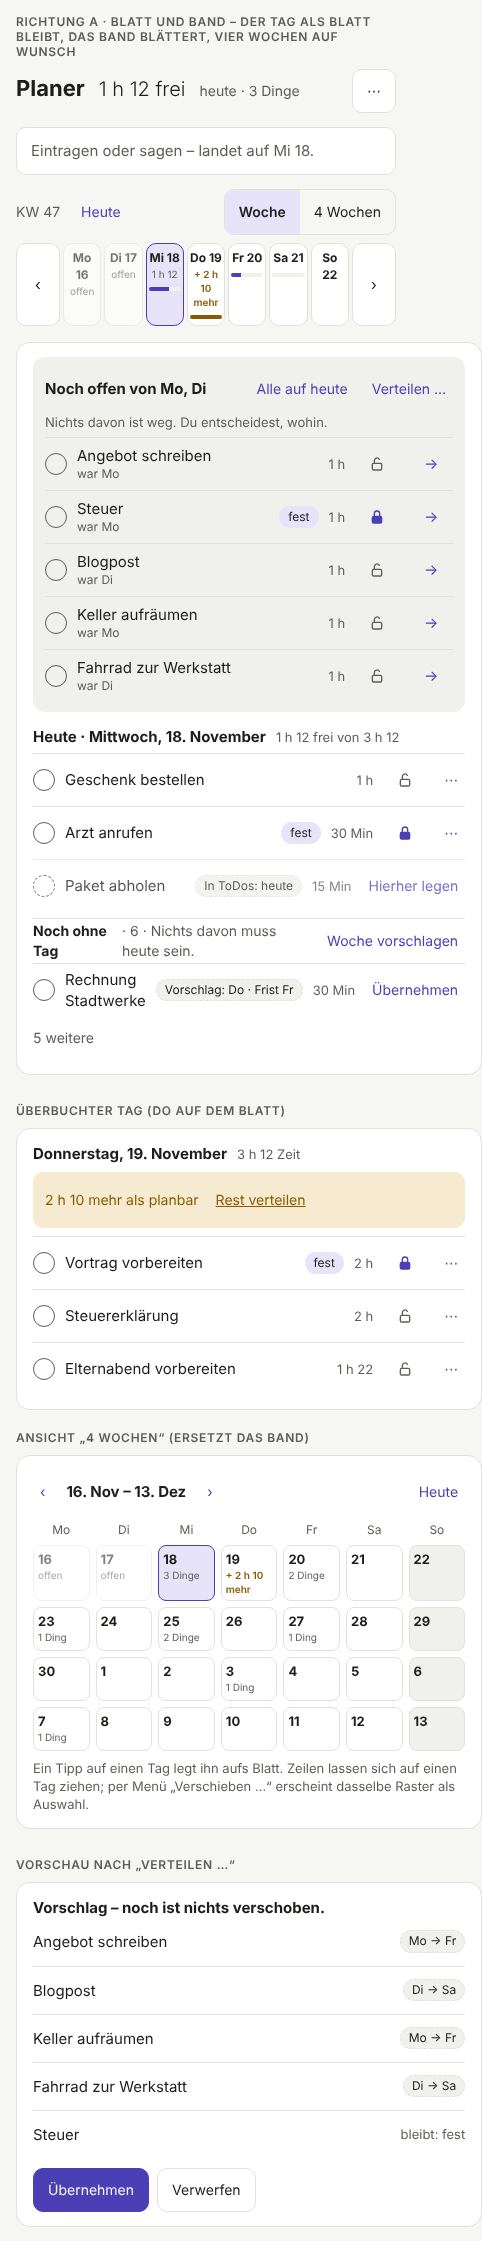 RICHTUNG A · BLATT UND BAND – DER TAG ALS BLATT
BLEIBT, DAS BAND BLÄTTERT, VIER WOCHEN AUF
WUNSCH
Planer 1 h 12 frei heute · 3 Dinge ···
Eintragen oder sagen – landet auf Mi 18.
KW 47 Heute Woche 4 Wochen
‹ Mo 16 offen Di 17 offen Mi 18 1 h 12 Do 19 + 2 h 10 mehr Fr 20 Sa 21 So 22 ›
Noch offen von Mo, Di Alle auf heute Verteilen …
Nichts davon ist weg. Du entscheidest, wohin.
Angebot schreiben 1 h →
war Mo
Steuer fest 1 h →
war Mo
Blogpost 1 h →
war Di
Keller aufräumen 1 h →
war Mo
Fahrrad zur Werkstatt 1 h →
war Di
Heute · Mittwoch, 18. November 1 h 12 frei von 3 h 12
Geschenk bestellen 1 h ···
Arzt anrufen fest 30 Min ···
Paket abholen In ToDos: heute 15 Min Hierher legen
Noch ohne Tag · 6 · Nichts davon muss heute sein. Woche vorschlagen
Rechnung Stadtwerke Vorschlag: Do · Frist Fr 30 Min Übernehmen
5 weitere
ÜBERBUCHTER TAG (DO AUF DEM BLATT)
Donnerstag, 19. November 3 h 12 Zeit
2 h 10 mehr als planbar Rest verteilen
Vortrag vorbereiten fest 2 h ···
Steuererklärung 2 h ···
Elternabend vorbereiten 1 h 22 ···
ANSICHT „4 WOCHEN“ (ERSETZT DAS BAND)
‹ 16. Nov – 13. Dez › Heute
Mo Di Mi Do Fr Sa So
16 offen 17 offen 18 3 Dinge 19 + 2 h 10 mehr 20 2 Dinge 21 22
23 1 Ding 24 25 2 Dinge 26 27 1 Ding 28 29
30 1 2 3 1 Ding 4 5 6
7 1 Ding 8 9 10 11 12 13
Ein Tipp auf einen Tag legt ihn aufs Blatt. Zeilen lassen sich auf einen
Tag ziehen; per Menü „Verschieben …“ erscheint dasselbe Raster als
Auswahl.
VORSCHAU NACH „VERTEILEN …“
Vorschlag – noch ist nichts verschoben.
Angebot schreiben Mo → Fr
Blogpost Di → Sa
Keller aufräumen Mo → Fr
Fahrrad zur Werkstatt Di → Sa
Steuer bleibt: fest
Übernehmen Verwerfen